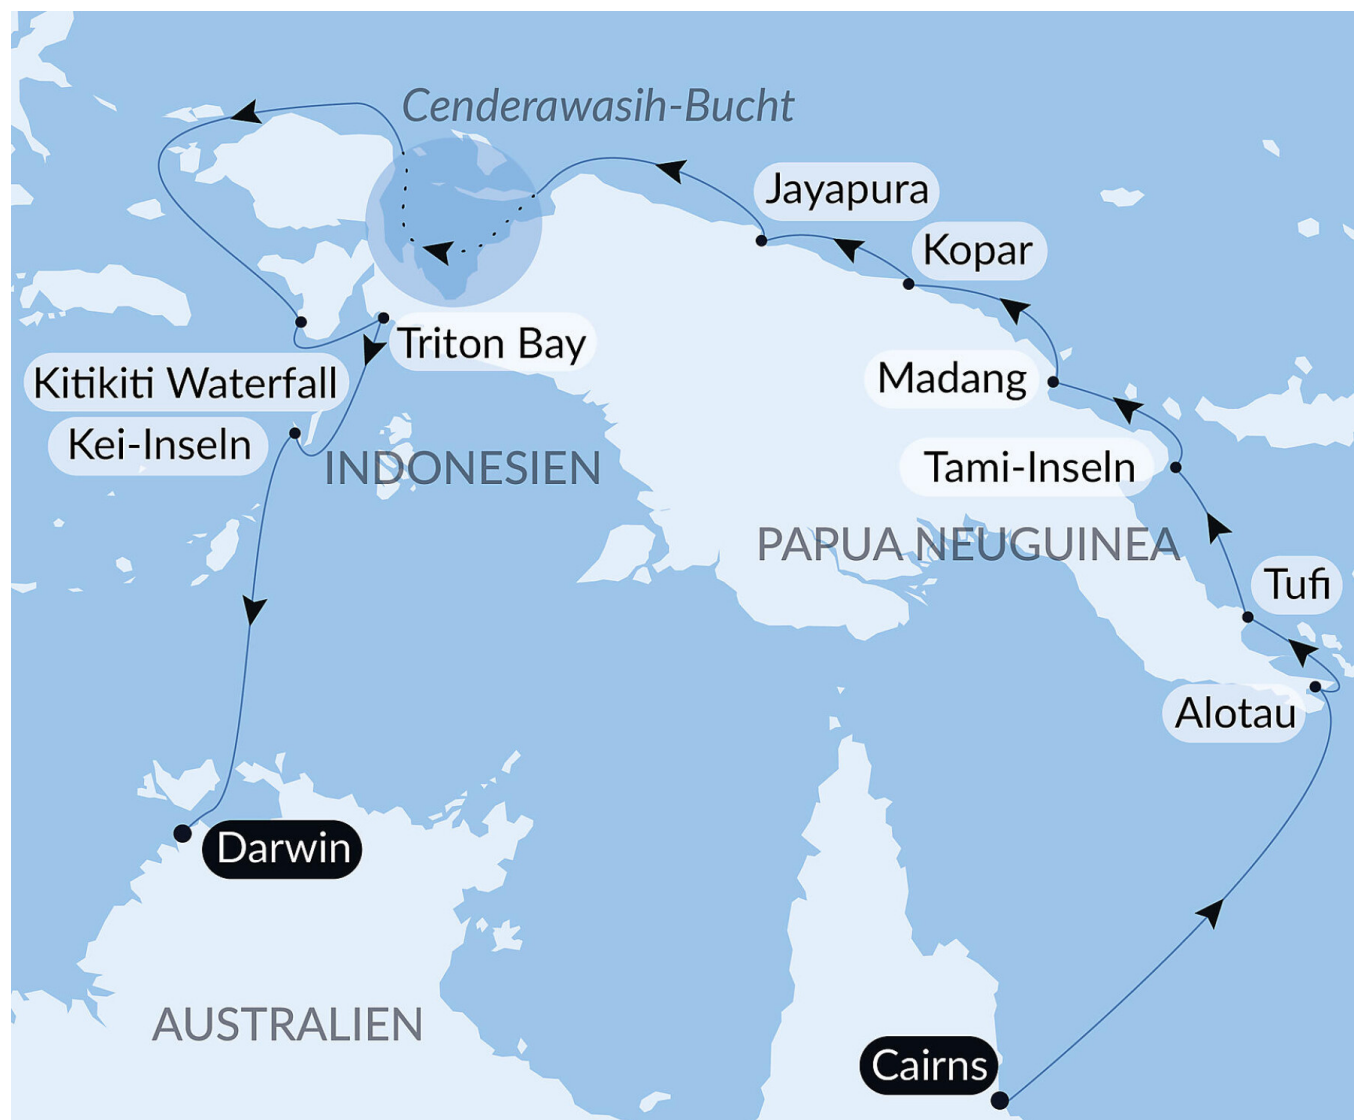 Cenderawasih-Bucht
Jayapura
Kopar
Triton Bay
Madang
Kitikiti Waterfall
Kei-Inseln
INDONESIEN
Tami-Inseln
PAPUA NEUGUINEA
Tufi
Alotau
Darwin
AUSTRALIEN
Cairns